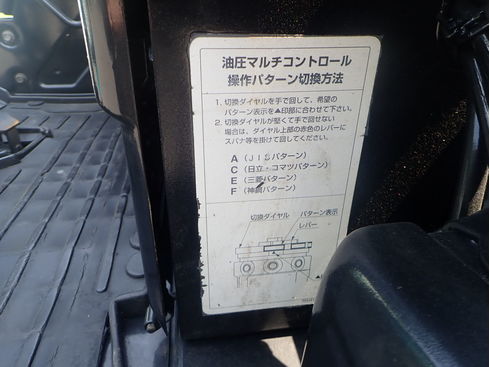 油圧マルチコントロール
操作パターン切換方法
1. 切換ダイヤルを手で回して、希望の
パターン表示を▲印部に合わせて下さい。
2. 切換ダイヤルが堅くて手で回せない
場合は、ダイヤル上部の赤色のレバーに
スパナ等を掛けて回してください。
A（JISパターン）
C（日立・コマツパターン）
E（三菱パターン）
F（神鋼パターン）
切換ダイヤル
パターン表示
レバー